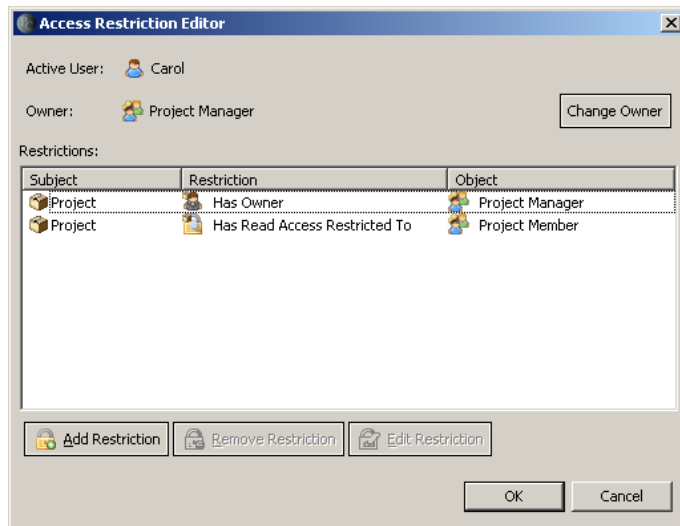 Access Restriction Editor
Active User: Carol
Owner: Project Manager
Change Owner
Restrictions:
Subject Restriction Object
Project Has Owner Project Manager
Project Has Read Access Restricted To Project Member
Add Restriction Remove Restriction Edit Restriction
OK Cancel